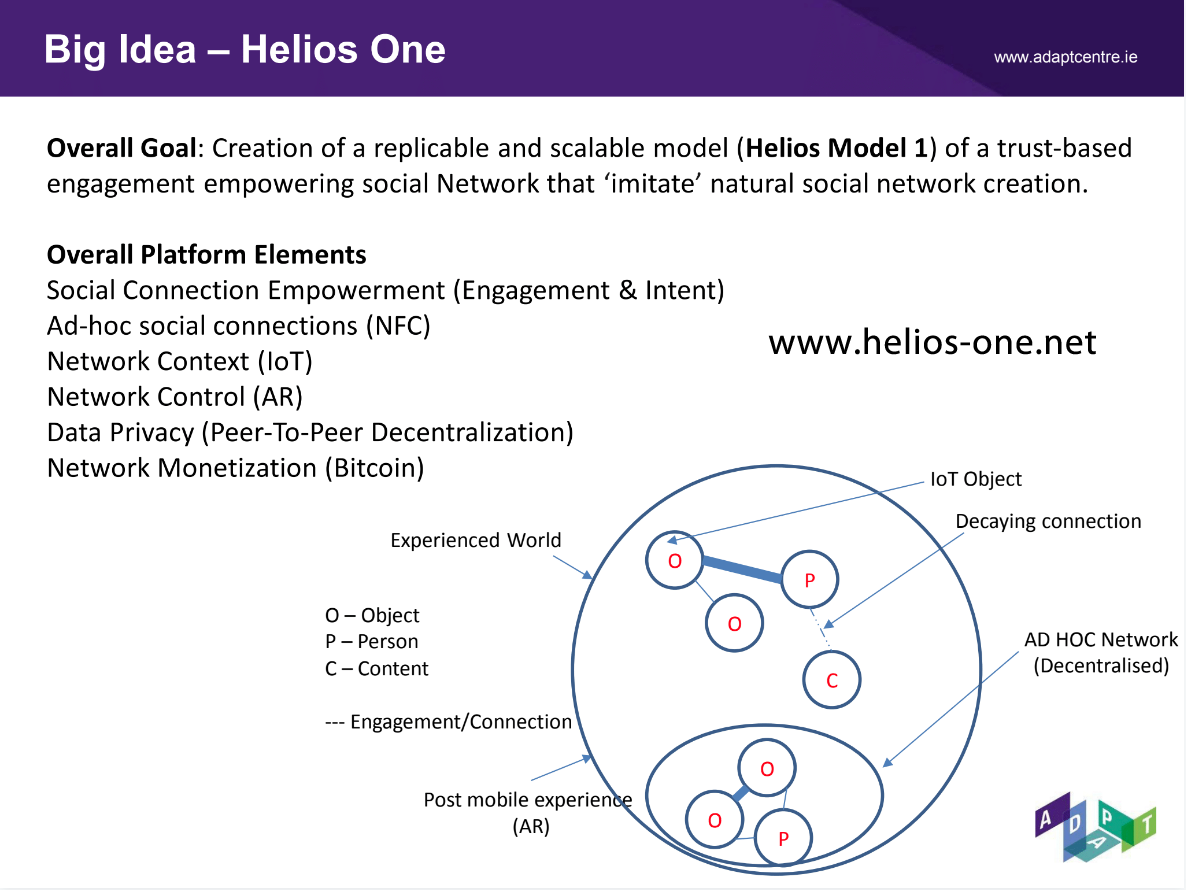 Big Idea – Helios One
www.adaptcentre.ie
Overall Goal: Creation of a replicable and scalable model (Helios Model 1) of a trust-based
engagement empowering social Network that ‘imitate’ natural social network creation.
Overall Platform Elements
Social Connection Empowerment (Engagement & Intent)
Ad-hoc social connections (NFC)
Network Context (IoT)
Network Control (AR)
Data Privacy (Peer-To-Peer Decentralization)
Network Monetization (Bitcoin)
www.helios-one.net
IoT Object
Decaying connection
Experienced World
O
P
O
C
O – Object
P – Person
C – Content
--- Engagement/Connection
AD HOC Network
(Decentralised)
Post mobile experience
(AR)
O
O
P
ADAPT